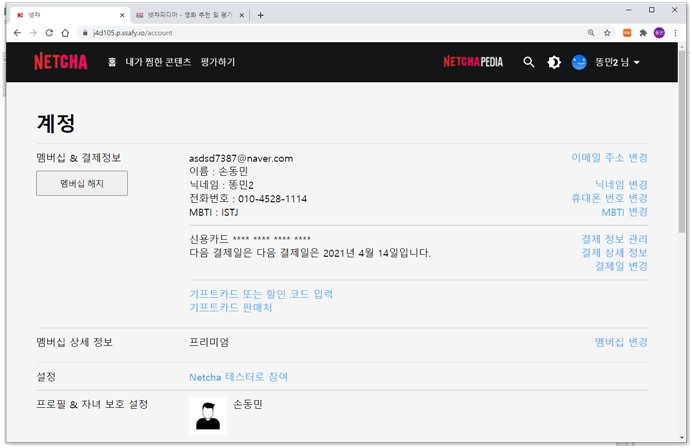 넷챠
넷챠피디아 - 영화 추천 및 평가
j4d105.p.ssafy.io/account
동민
NETCHA
홈 내가 찜한 콘텐츠 평가하기
NETCHAPEDIA
똥민2 님
계정
멤버십 & 결제정보
멤버십 해지
asdsd7387@naver.com
이메일 주소 변경
이름 : 손동민
닉네임 : 똥민2
닉네임 변경
전화번호 : 010-4528-1114
휴대폰 번호 변경
MBTI : ISTJ
MBTI 변경
신용카드 **** **** **** ****
결제 정보 관리
다음 결제일은 다음 결제일은 2021년 4월 14일입니다.
결제 상세 정보
결제일 변경
기프트카드 또는 할인 코드 입력
기프트카드 판매처
멤버십 상세 정보
프리미엄
멤버십 변경
설정
Netcha 테스터로 참여
프로필 & 자녀 보호 설정
손동민